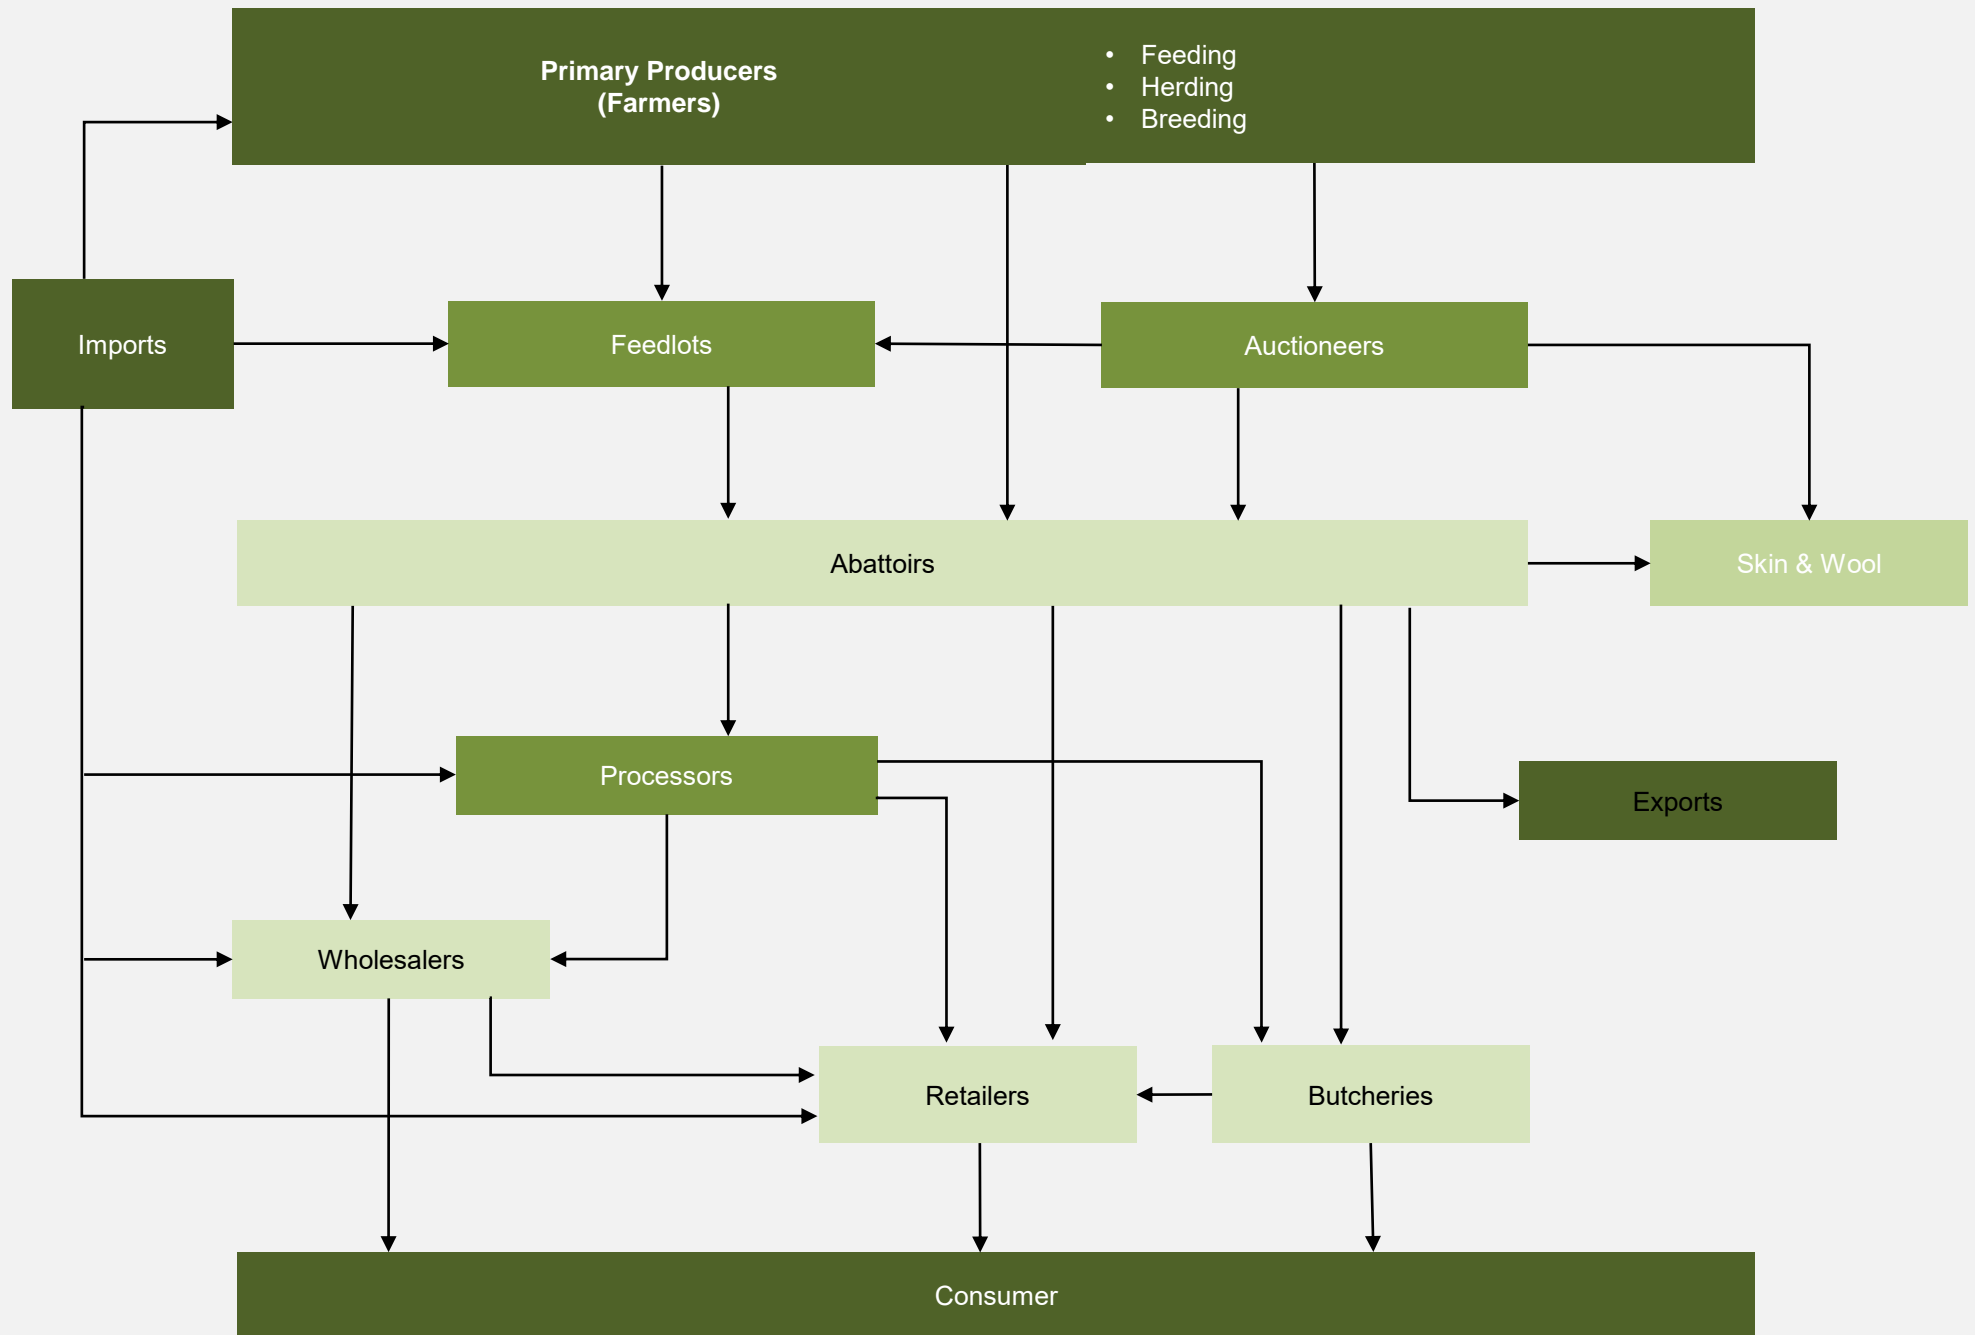 Primary Producers
(Farmers)
• Feeding
• Herding
• Breeding
Imports
Feedlots
Auctioneers
Abattoirs
Skin & Wool
Processors
Exports
Wholesalers
Retailers
Butcheries
Consumer